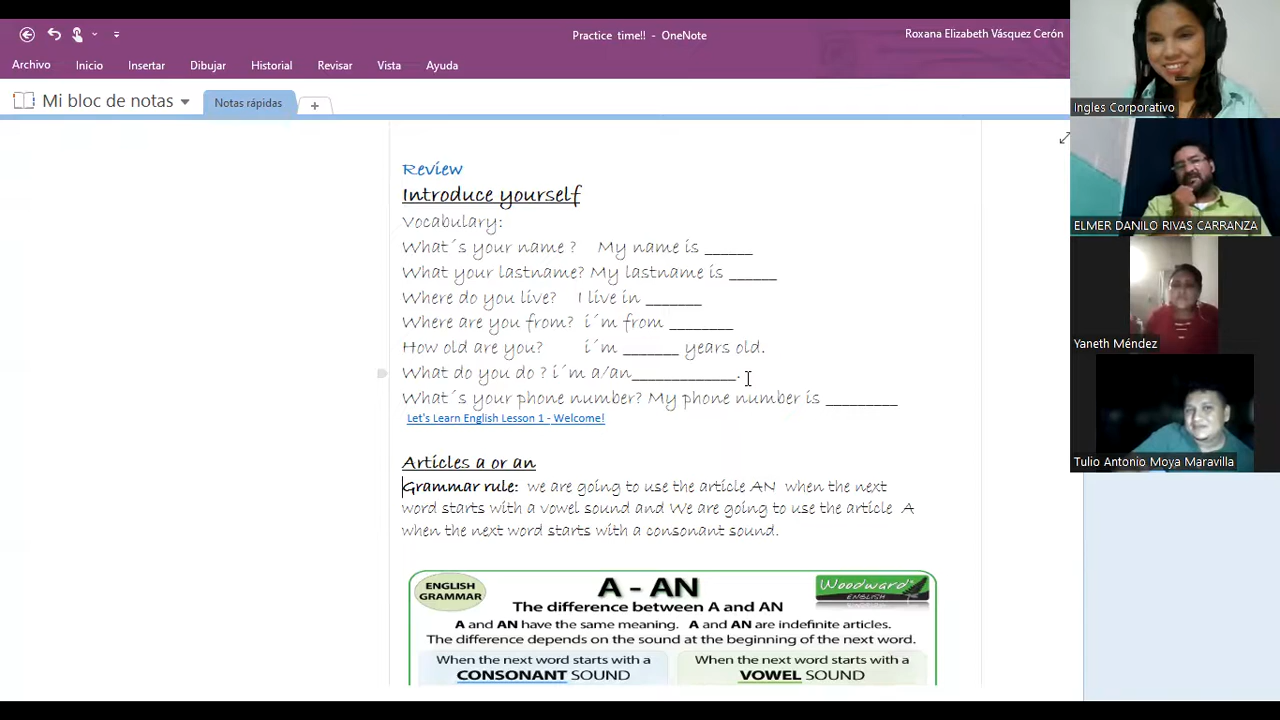 Practice time!! - OneNote
Roxana Elizabeth Vásquez Cerón
Archivo Inicio Insertar Dibujar Historial Revisar Vista Ayuda
Mi bloc de notas Notas rápidas
Review
Introduce yourself
Vocabulary:
What´s your name ? My name is ______
What your lastname? My lastname is ______
Where do you live? I live in _______
Where are you from? i´m from ________
How old are you? i´m _______ years old.
What do you do ? i´m a/an_____________.
What´s your phone number? My phone number is _________
Let's Learn English Lesson 1 - Welcome!
Articles a or an
Grammar rule: we are going to use the article AN when the next
word starts with a vowel sound and We are going to use the article A
when the next word starts with a consonant sound.
ENGLISH
GRAMMAR
A - AN
Woodward
ENGLISH
The difference between A and AN
A and AN have the same meaning. A and AN are indefinite articles.
The difference depends on the sound at the beginning of the next word.
When the next word starts with a
CONSONANT SOUND
When the next word starts with a
VOWEL SOUND
Ingles Corporativo
ELMER DANILO RIVAS CARRANZA
Yaneth Méndez
Tulio Antonio Moya Maravilla